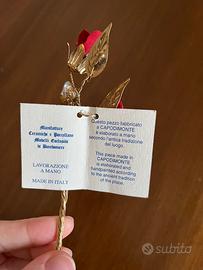 Manifatture
Ceramiche e Porcellane
Modelli Esclusivi
di Bomboniere
LAVORAZIONE
A MANO
MADE IN ITALY
Questo pezzo fabbricato
a CAPODIMONTE
è elaborato a mano
secondo l'antica tradizione
del luogo.
This piece made in
CAPODIMONTE is
elaborated and
handpainted according
to the ancient tradition
of the place.
subito